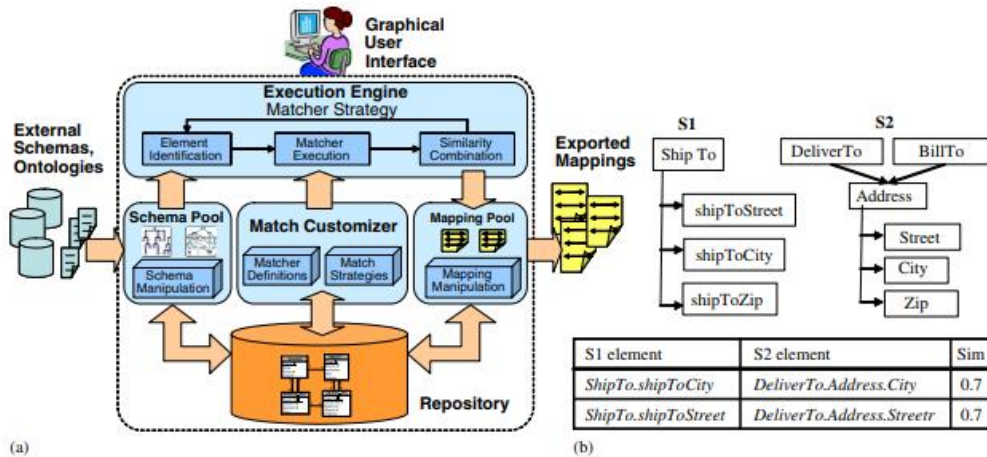 Graphical
User
Interface
Execution Engine
Matcher Strategy
Element
Identification
Matcher
Execution
Similarity
Combination
External
Schemas,
Ontologies
Exported
Mappings
Schema Pool
Schema
Manipulation
Match Customizer
Matcher
Definitions
Match
Strategies
Mapping Pool
Mapping
Manipulation
Repository
(a)
S1
Ship To
shipToStreet
shipToCity
shipToZip
S2
DeliverTo
BillTo
Address
Street
City
Zip
S1 element S2 element Sim
ShipTo.shipToCity DeliverTo.Address.City 0.7
ShipTo.shipToStreet DeliverTo.Address.Streetr 0.7
(b)